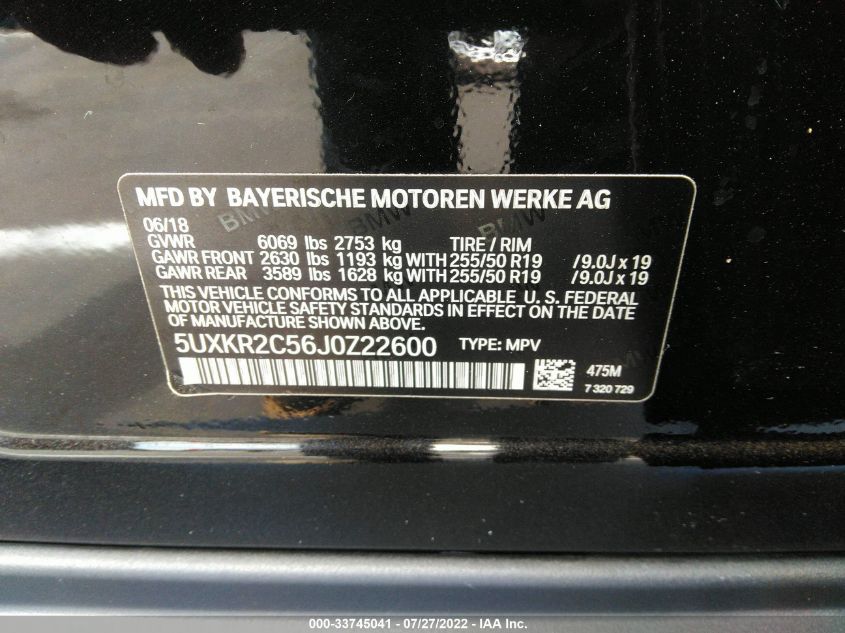 MFD BY BAYERISCHE MOTOREN WERKE AG
06/18
GVWR 6069 lbs 2753 kg TIRE / RIM
GAWR FRONT 2630 lbs 1193 kg WITH 255/50 R19 /9.0J x 19
GAWR REAR 3589 lbs 1628 kg WITH 255/50 R19 /9.0J x 19
THIS VEHICLE CONFORMS TO ALL APPLICABLE U. S. FEDERAL
MOTOR VEHICLE SAFETY STANDARDS IN EFFECT ON THE DATE
OF MANUFACTURE SHOWN ABOVE.
5UXKR2C56J0Z22600 TYPE: MPV
475M
7 320 729
BMW BMW BMW
000-33745041 - 07/27/2022 - IAA Inc.